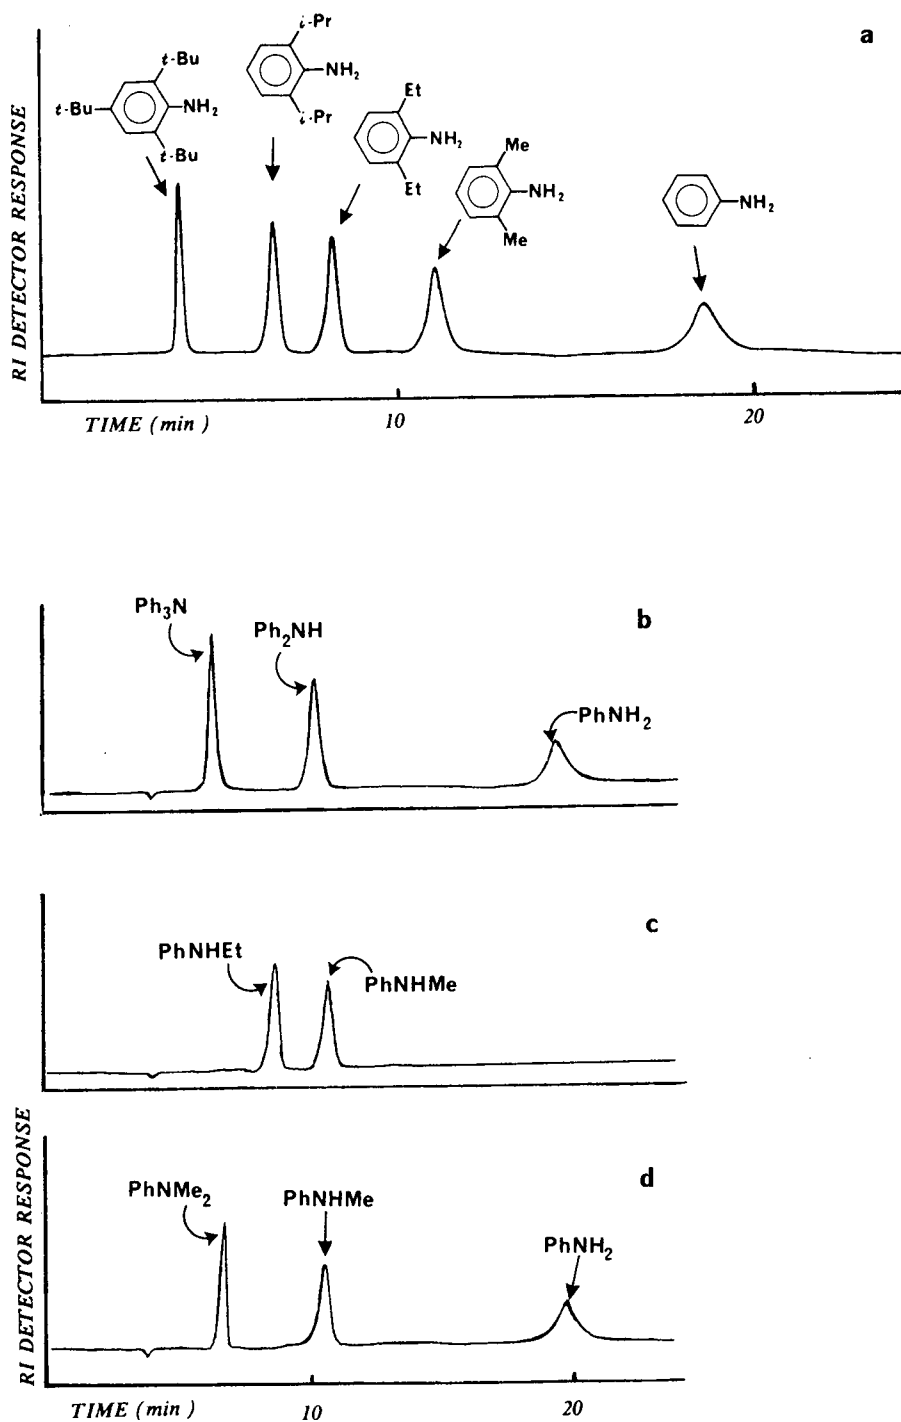 a
i-Pr
t-Bu
NH2
t-Bu
NH2
t-Bu
i-Pr
Et
NH2
Et
Me
NH2
Me
NH2
RI DETECTOR RESPONSE
TIME (min)
10
20
b
Ph3N
Ph2NH
PhNH2
c
PhNHEt
PhNHMe
d
PhNMe2
PhNHMe
PhNH2
RI DETECTOR RESPONSE
TIME (min)
10
20